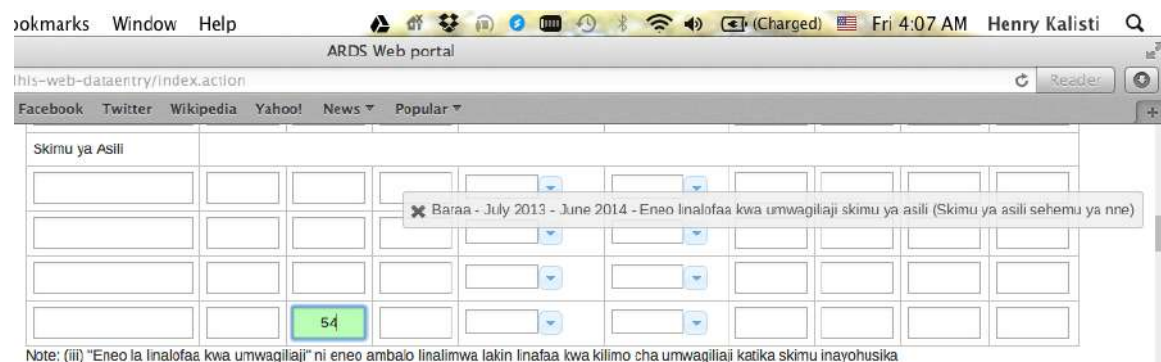 ookmarks Window Help (Charged) Fri 4:07 AM Henry Kalisti
ARDS Web portal
his-web-dataentry/index.action Reader
Facebook Twitter Wikipedia Yahoo! News Popular
Skimu ya Asili
Baraa - July 2013 - June 2014 - Eneo linalofaa kwa umwagiliaji skimu ya asili (Skimu ya asili sehemu ya nne)
54
Note: (iii) "Eneo la linalofaa kwa umwagiliaji" ni eneo ambalo linalimwa lakin linafaa kwa kilimo cha umwagiliaji katika skimu inayohusika